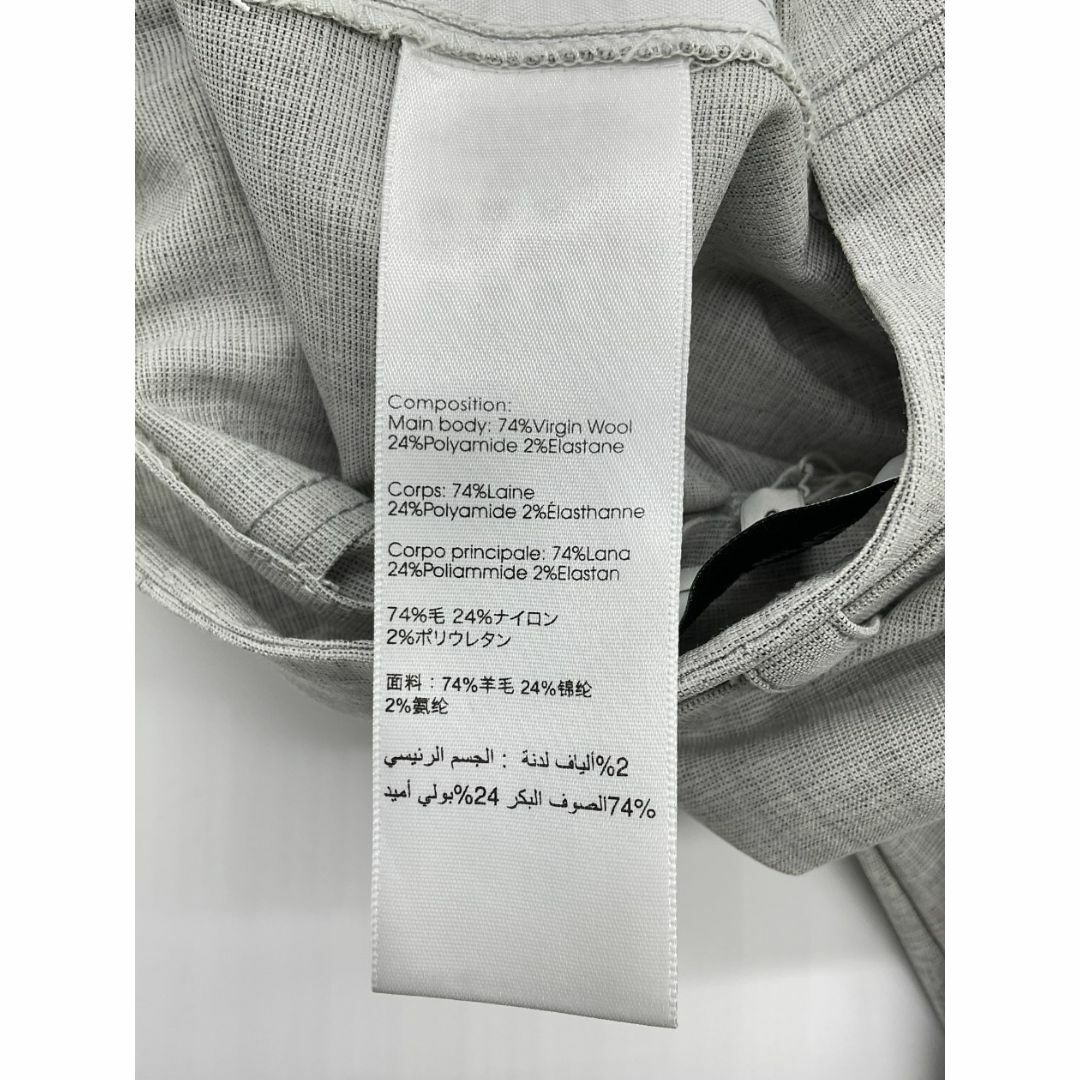 Composition:
Main body: 74%Virgin Wool
24%Polyamide 2%Elastane
Corps: 74%Laine
24%Polyamide 2%Élasthanne
Corpo principale: 74%Lana
24%Poliammide 2%Elastan
74%毛 24%ナイロン
2%ポリウレタン
面料：74%羊毛 24%锦纶
2%氨纶
2%ألياف لدنة : الجسم الرئيسي
74%الصوف البكر 24%بولي أميد